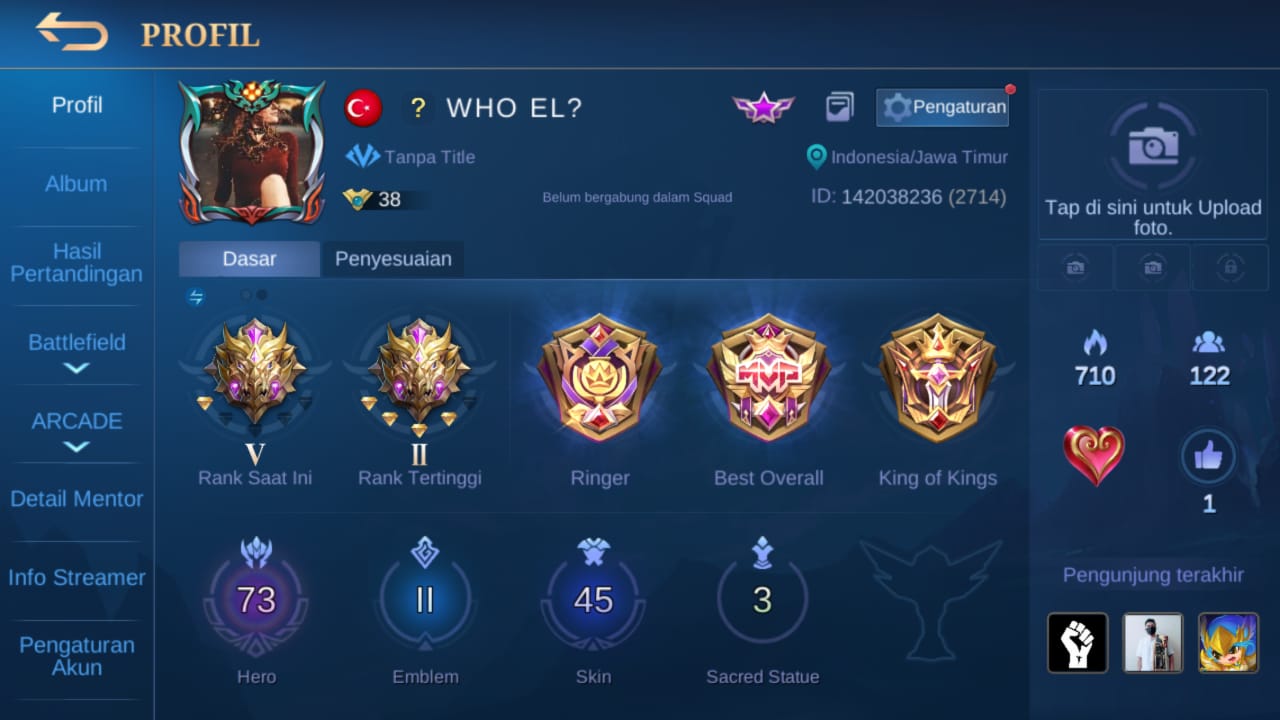 PROFIL
Profil
Album
Hasil
Pertandingan
Battlefield
ARCADE
Detail Mentor
Info Streamer
Pengaturan
Akun
? WHO EL?
Pengaturan
Tanpa Title
Indonesia/Jawa Timur
38
Belum bergabung dalam Squad
ID: 142038236 (2714)
Dasar
Penyesuaian
V
Rank Saat Ini
II
Rank Tertinggi
Ringer
Best Overall
King of Kings
73
Hero
II
Emblem
45
Skin
3
Sacred Statue
Tap di sini untuk Upload
foto.
710
122
1
Pengunjung terakhir